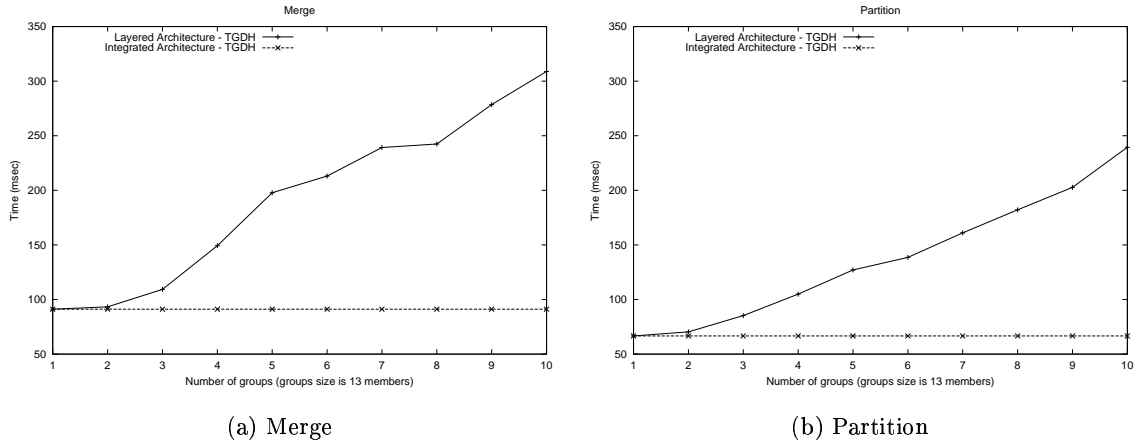 Merge
350
300
250
200
150
100
50
Time (msec)
Layered Architecture - TGDH
Integrated Architecture - TGDH
1 2 3 4 5 6 7 8 9 10
Number of groups (groups size is 13 members)
(a) Merge
Partition
350
300
250
200
150
100
50
Time (msec)
Layered Architecture - TGDH
Integrated Architecture - TGDH
1 2 3 4 5 6 7 8 9 10
Number of groups (groups size is 13 members)
(b) Partition